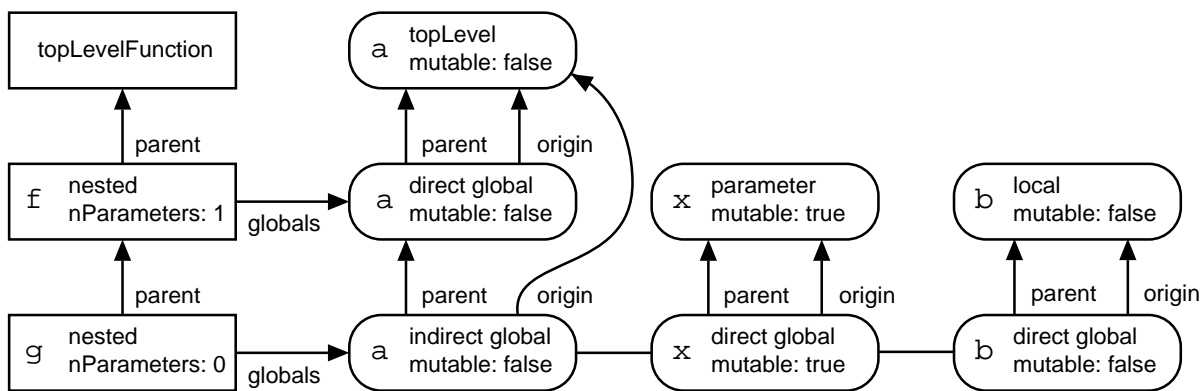 topLevelFunction
a topLevel
mutable: false
parent
parent
origin
f nested
nParameters: 1
globals
a direct global
mutable: false
x parameter
mutable: true
b local
mutable: false
parent
parent
origin
parent
origin
parent
origin
g nested
nParameters: 0
globals
a indirect global
mutable: false
x direct global
mutable: true
b direct global
mutable: false